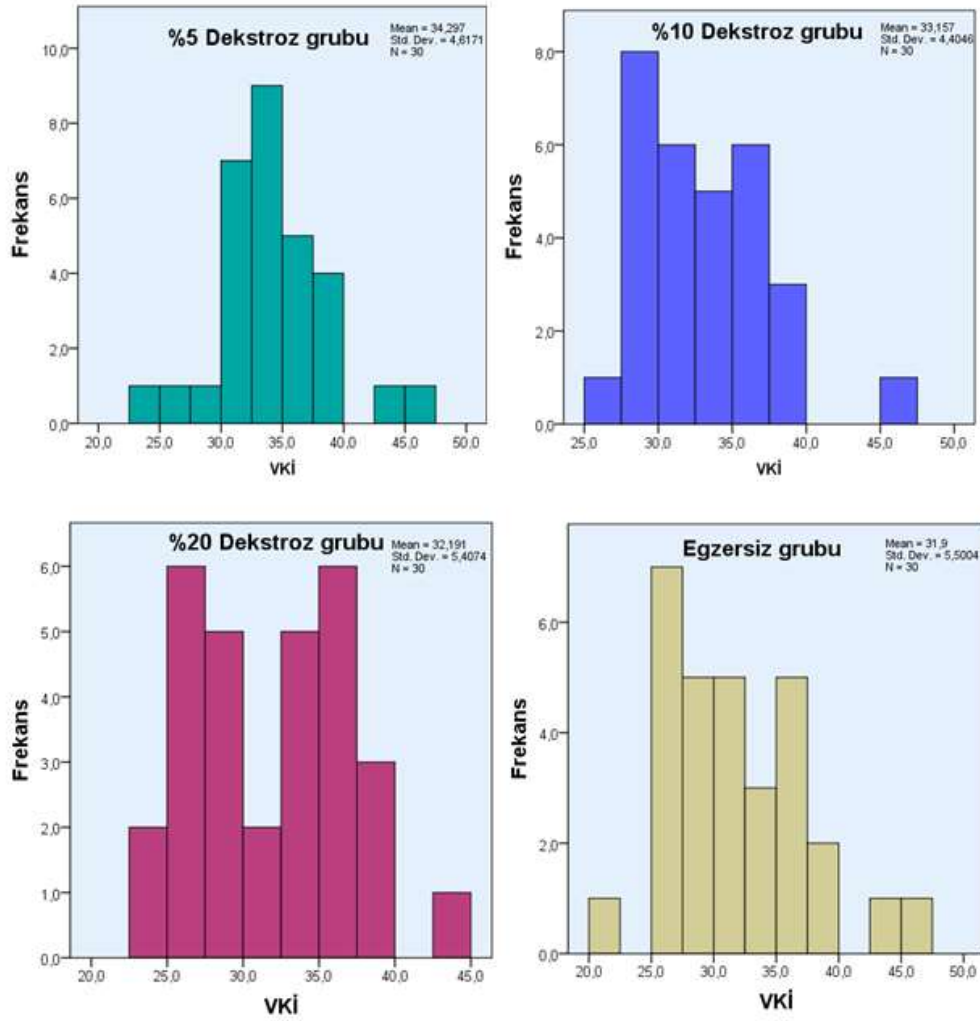 %5 Dekstroz grubu
Mean = 34,297
Std. Dev. = 4,6171
N = 30
10,0
8,0
6,0
4,0
2,0
0,0
Frekans
20,0 25,0 30,0 35,0 40,0 45,0 50,0
VKİ
%10 Dekstroz grubu
Mean = 33,157
Std. Dev. = 4,4046
N = 30
8,0
6,0
4,0
2,0
0,0
Frekans
25,0 30,0 35,0 40,0 45,0 50,0
VKİ
%20 Dekstroz grubu
Mean = 32,191
Std. Dev. = 5,4074
N = 30
6,0
5,0
4,0
3,0
2,0
1,0
0,0
Frekans
20,0 25,0 30,0 35,0 40,0 45,0
VKİ
Egzersiz grubu
Mean = 31,9
Std. Dev. = 5,5004
N = 30
6,0
4,0
2,0
0,0
Frekans
20,0 25,0 30,0 35,0 40,0 45,0 50,0
VKİ